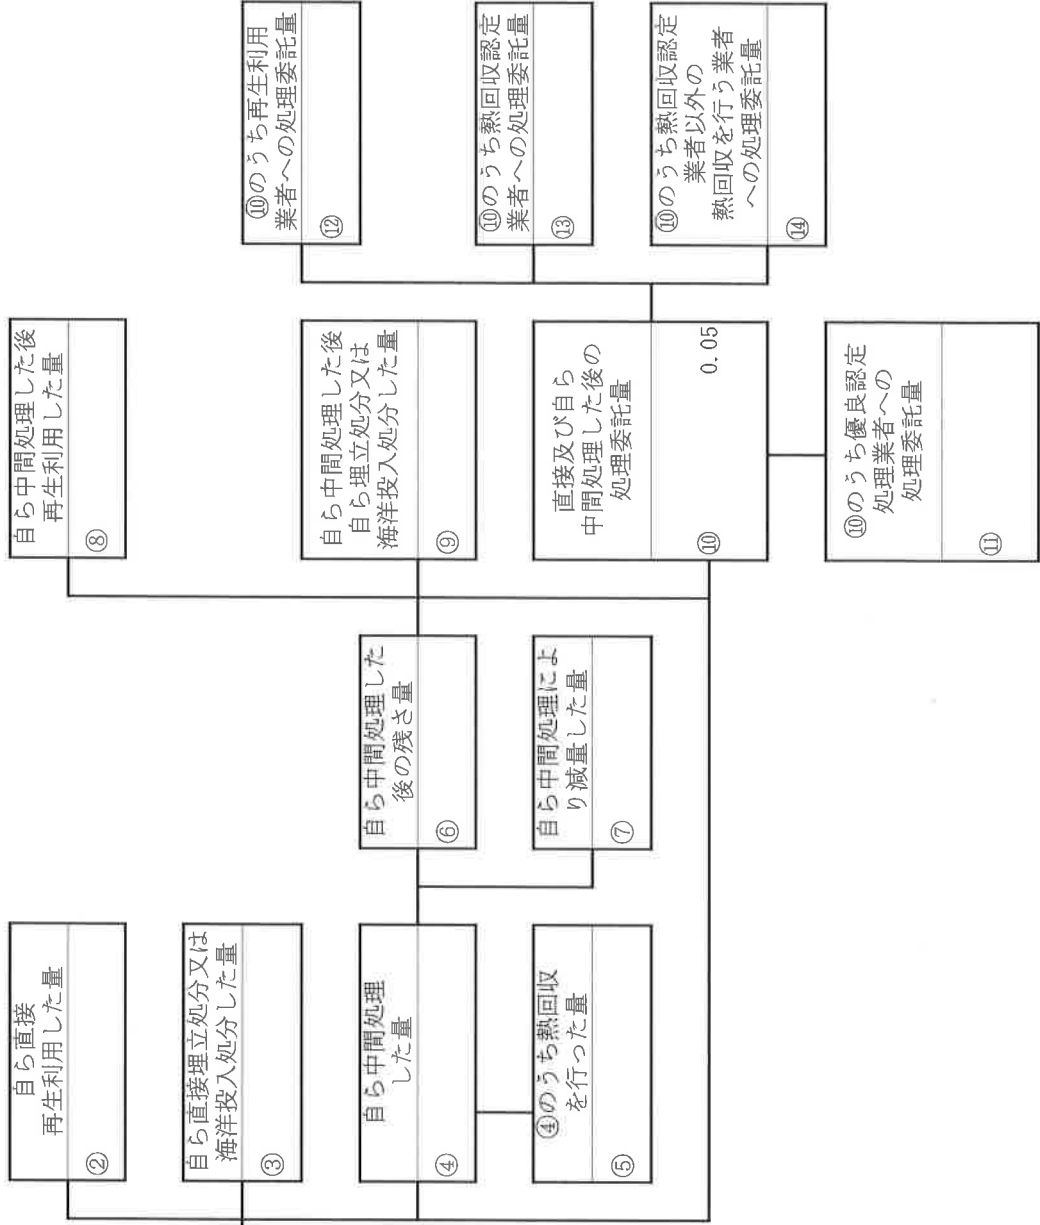 自ら直接
再生利用した量
②
自ら直接埋立処分又は
海洋投入処分した量
③
自ら中間処理
した量
④
④のうち熱回収
を行った量
⑤
自ら中間処理した
後の残さ量
⑥
自ら中間処理によ
り減量した量
⑦
自ら中間処理した後
再生利用した量
⑧
自ら中間処理した後
自ら埋立処分又は
海洋投入処分した量
⑨
直接及び自ら
中間処理した後の
処理委託量
⑩
0.05
⑩のうち優良認定
処理業者への
処理委託量
⑪
⑩のうち再生利用
業者への処理委託量
⑫
⑩のうち熱回収認定
業者への処理委託量
⑬
⑩のうち熱回収認定
業者以外の
熱回収を行う業者
への処理委託量
⑭